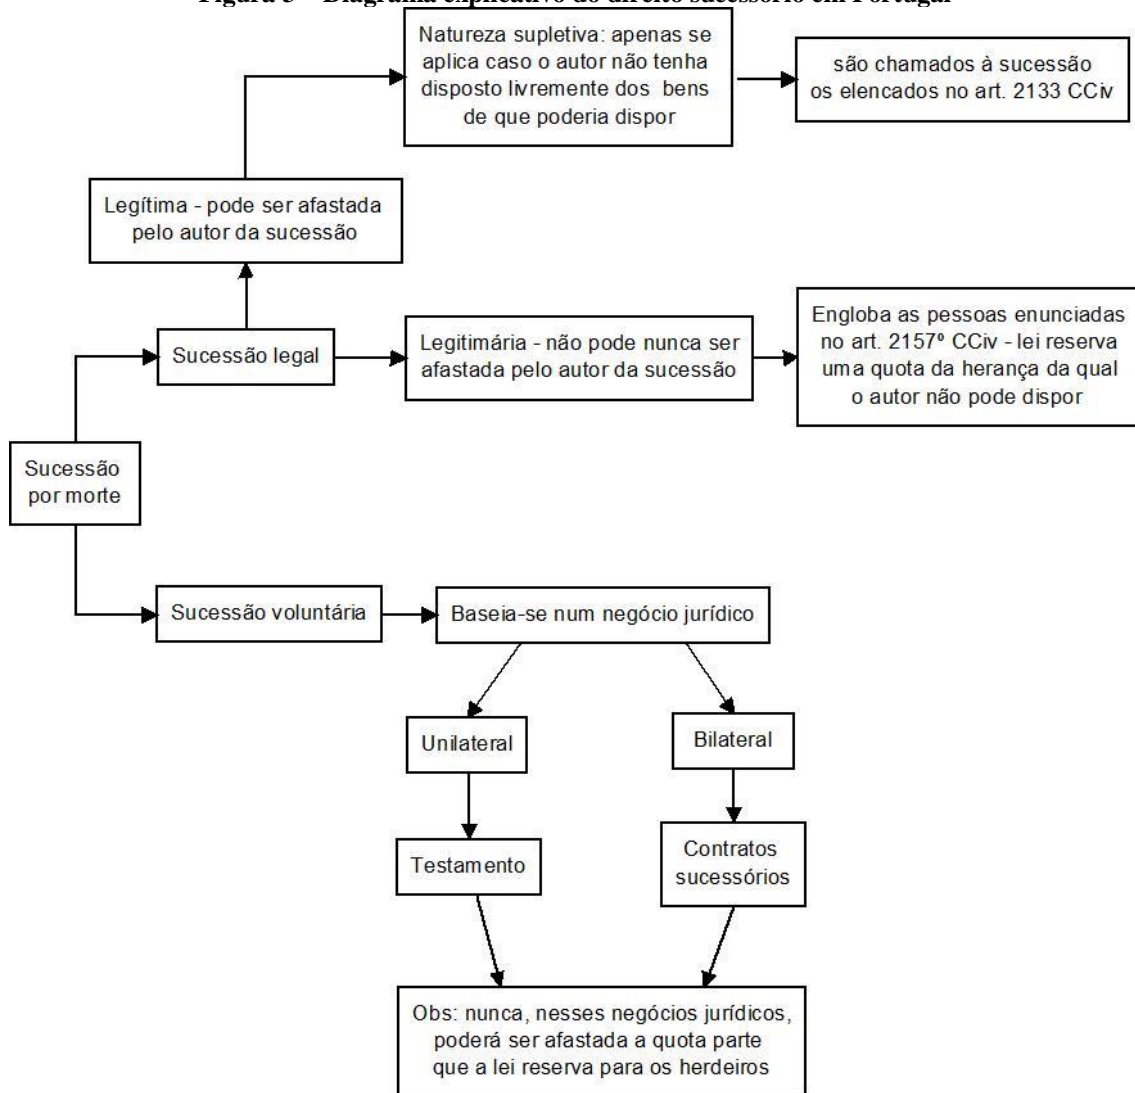 Figura 3 – Diagrama explicativo do direito sucessório em Portugal
Natureza supletiva: apenas se
aplica caso o autor não tenha
disposto livremente dos bens
de que poderia dispor
são chamados à sucessão
os elencados no art. 2133 CCiv
Legítima - pode ser afastada
pelo autor da sucessão
Sucessão legal
Legitimária - não pode nunca ser
afastada pelo autor da sucessão
Engloba as pessoas enunciadas
no art. 2157º CCiv - lei reserva
uma quota da herança da qual
o autor não pode dispor
Sucessão
por morte
Sucessão voluntária
Baseia-se num negócio jurídico
Unilateral
Bilateral
Testamento
Contratos
sucessórios
Obs: nunca, nesses negócios jurídicos,
poderá ser afastada a quota parte
que a lei reserva para os herdeiros